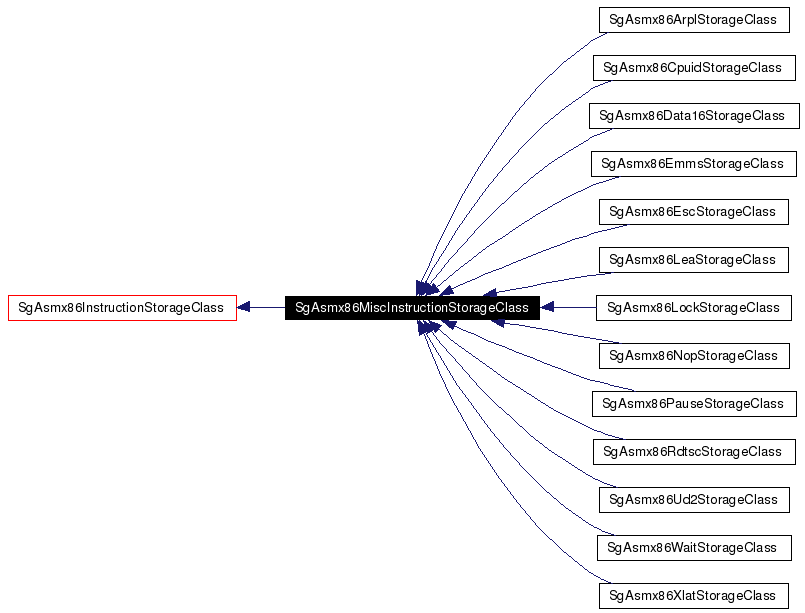 SgAsmx86ArplStorageClass
SgAsmx86CpuidStorageClass
SgAsmx86Data16StorageClass
SgAsmx86EmmsStorageClass
SgAsmx86EscStorageClass
SgAsmx86LeaStorageClass
SgAsmx86InstructionStorageClass
SgAsmx86MiscInstructionStorageClass
SgAsmx86LockStorageClass
SgAsmx86NopStorageClass
SgAsmx86PauseStorageClass
SgAsmx86RdtscStorageClass
SgAsmx86Ud2StorageClass
SgAsmx86WaitStorageClass
SgAsmx86XlatStorageClass